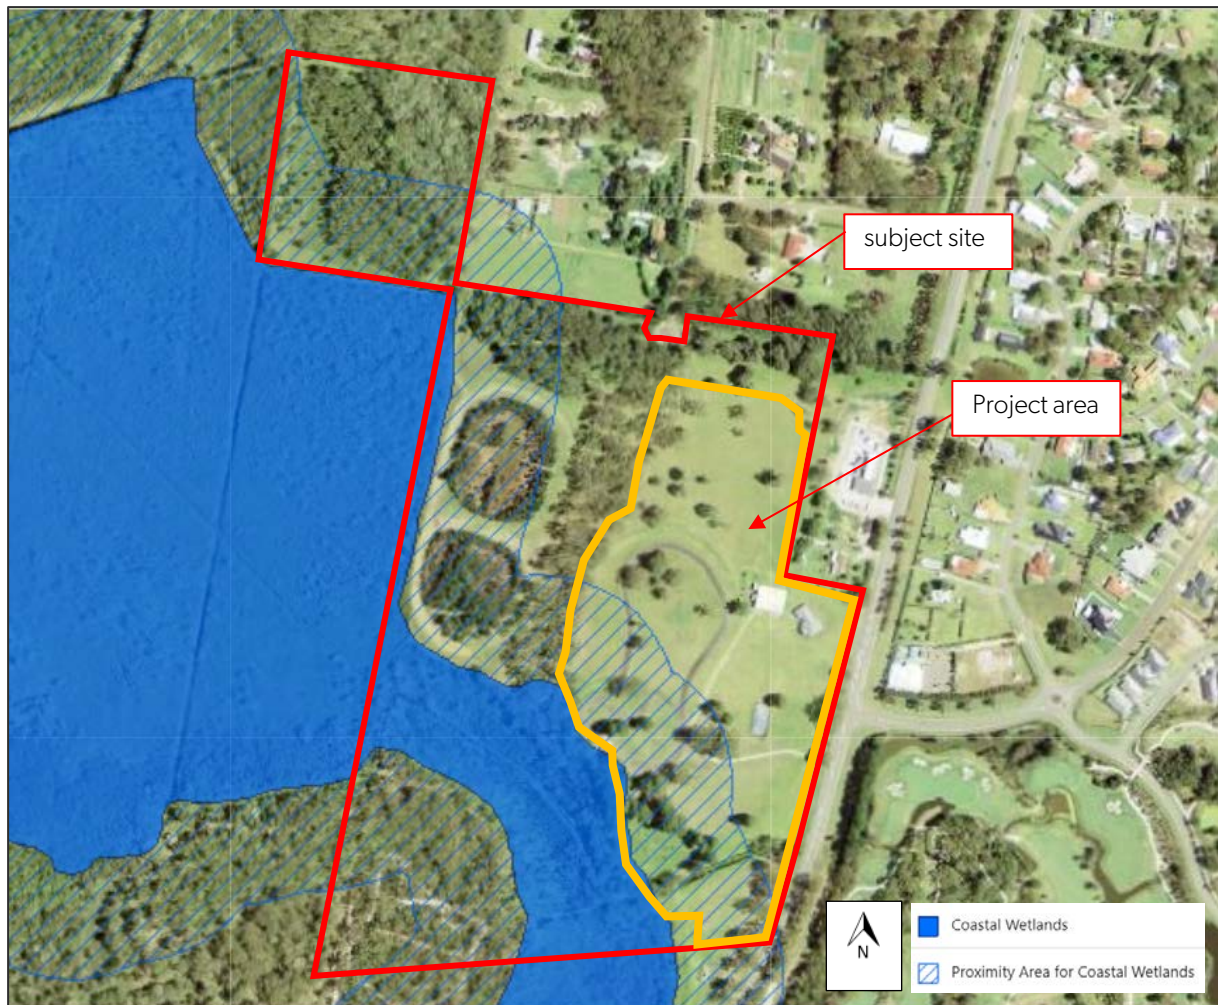 subject site
Project area
N
Coastal Wetlands
Proximity Area for Coastal Wetlands